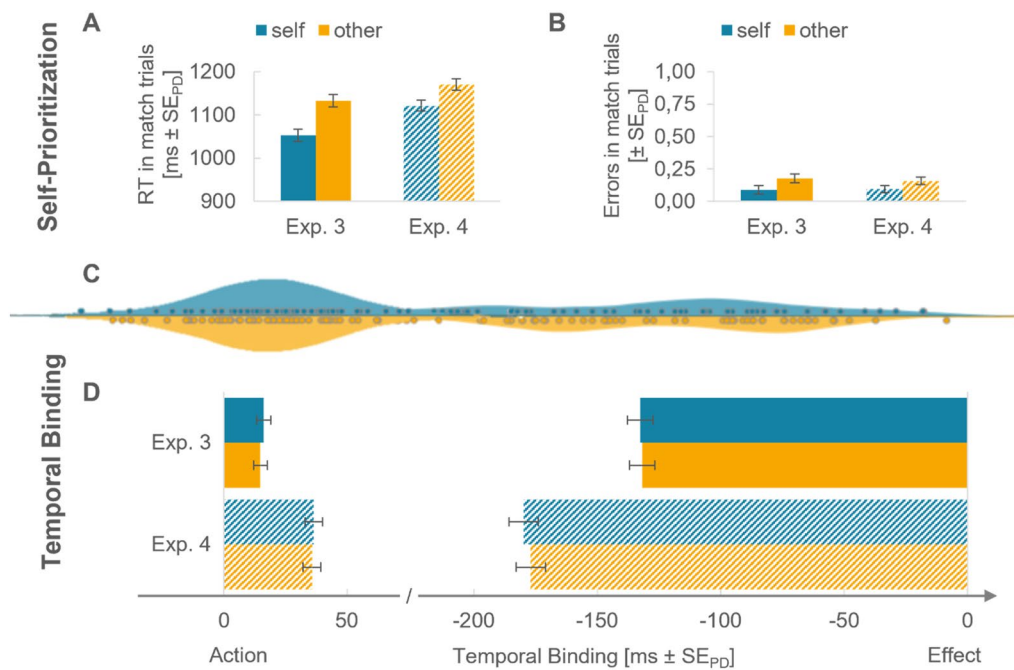 Self-Prioritization
A
self other
RT in match trials
[ms ± SEPD]
1200
1100
1000
900
Exp. 3 Exp. 4
B
self other
Errors in match trials
[± SEPD]
1,00
0,75
0,50
0,25
0,00
Exp. 3 Exp. 4
Temporal Binding
C
D
Exp. 3
Exp. 4
0 50 / -200 -150 -100 -50 0
Action Temporal Binding [ms ± SEPD] Effect